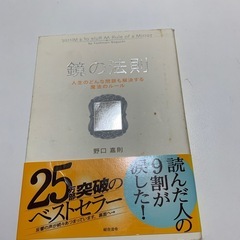 鏡の法則
人生のどんな問題も解決する
魔法のルール
野口嘉則
読んだ人の
9割が
涙した!
25万部突破の
ベストセラー